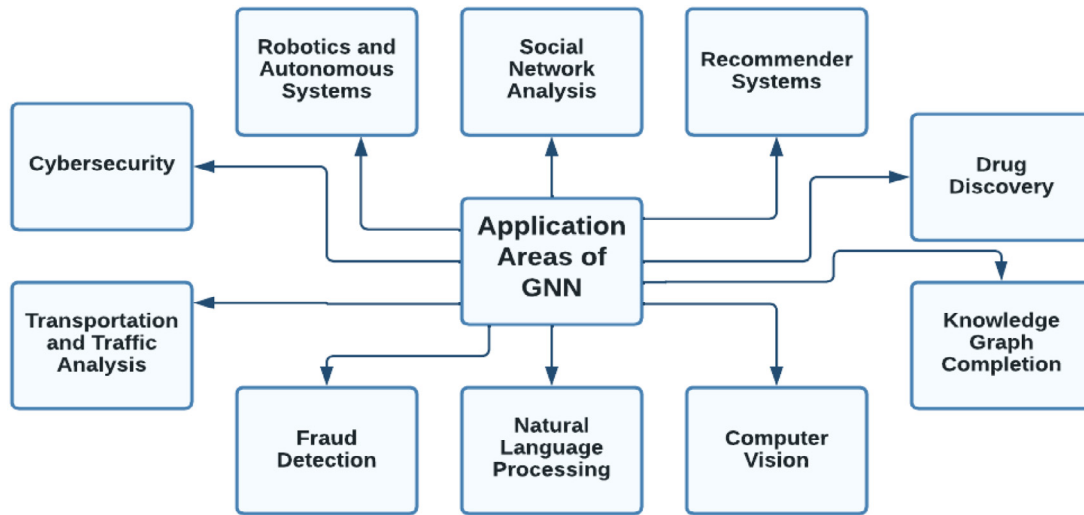 Robotics and
Autonomous
Systems
Social
Network
Analysis
Recommender
Systems
Cybersecurity
Drug
Discovery
Application
Areas of
GNN
Transportation
and Traffic
Analysis
Knowledge
Graph
Completion
Fraud
Detection
Natural
Language
Processing
Computer
Vision